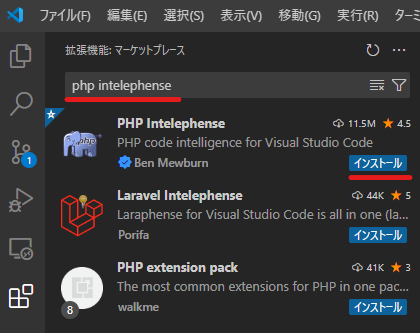 ファイル(F) 編集(E) 選択(S) 表示(V) 移動(G) 実行(R)
拡張機能: マーケットプレース
php intelephense
PHP Intelephense 11.5M 4.5
PHP code intelligence for Visual Studio Code
Ben Mewburn インストール
Laravel Intelephense 44K 5
Laraphense for Visual Studio Code is all in one (la...
Porifa インストール
PHP extension pack 41K 3
The most common extensions for PHP in one pac
walkme インストール
php
1
8